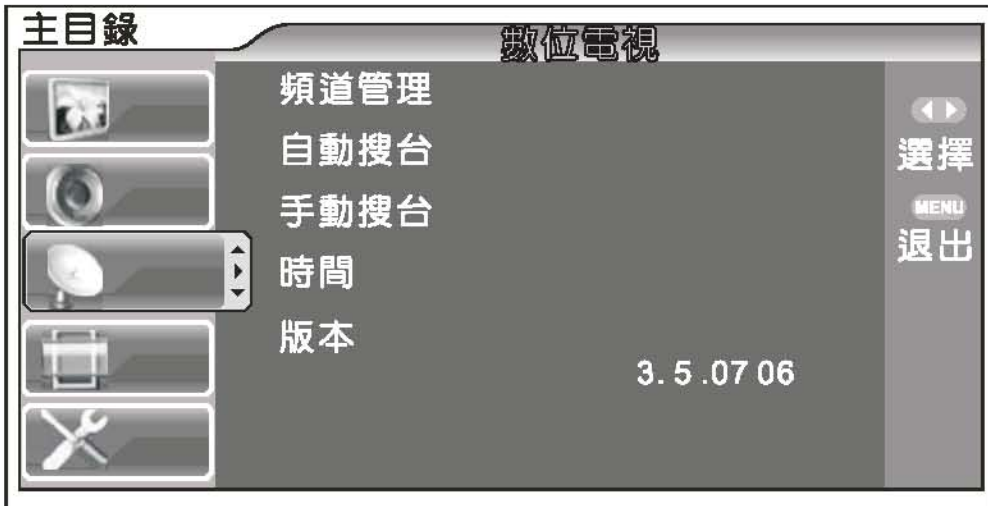 主目錄
數位電視
頻道管理
自動搜台
手動搜台
時間
版本
3. 5 .07 06
選擇
MENU
退出